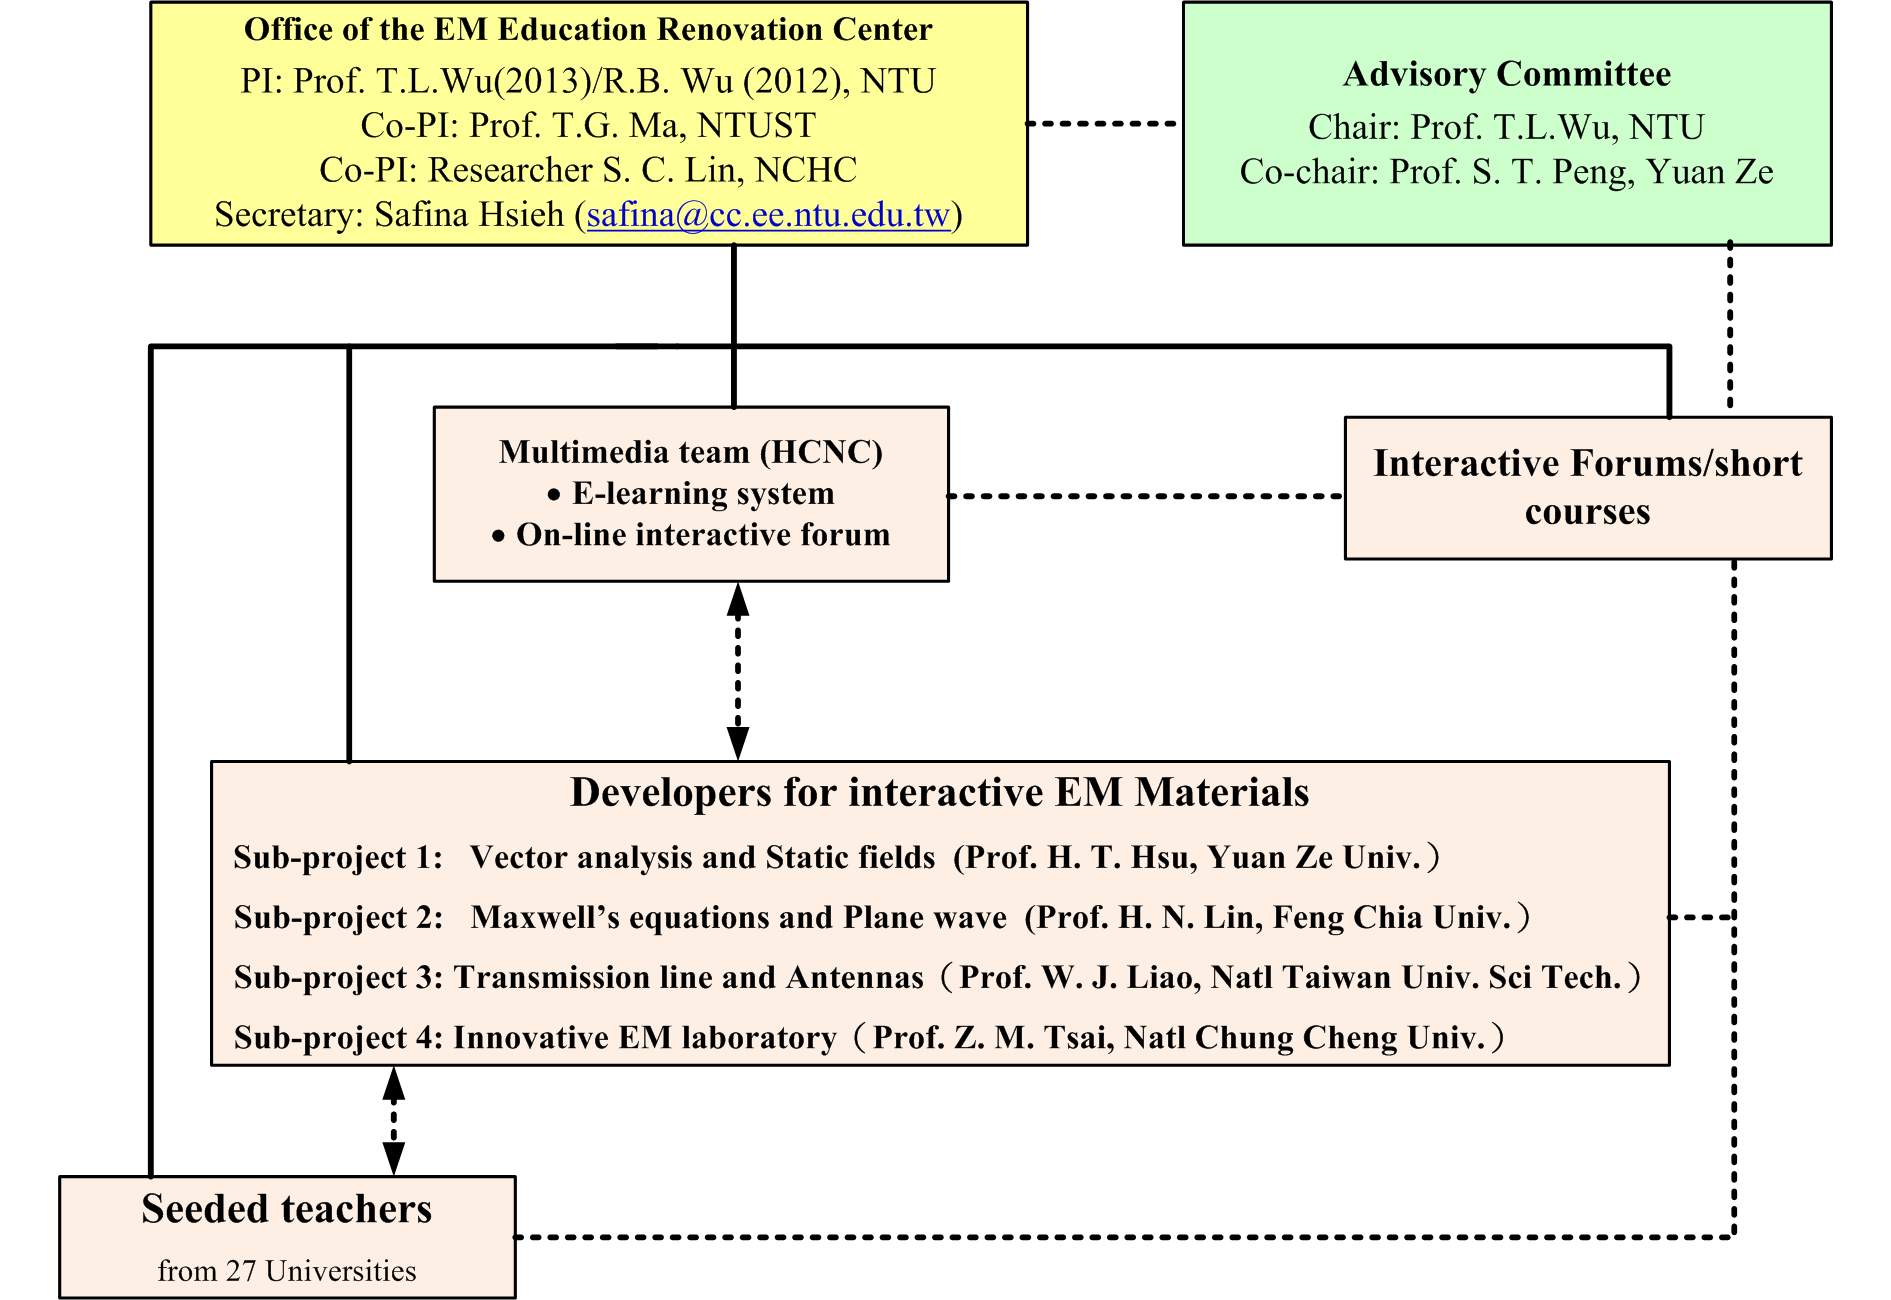 Office of the EM Education Renovation Center
PI: Prof. T.L.Wu(2013)/R.B. Wu (2012), NTU
Co-PI: Prof. T.G. Ma, NTUST
Co-PI: Researcher S. C. Lin, NCHC
Secretary: Safina Hsieh (safina@cc.ee.ntu.edu.tw)
Advisory Committee
Chair: Prof. T.L.Wu, NTU
Co-chair: Prof. S. T. Peng, Yuan Ze
Multimedia team (HCNC)
• E-learning system
• On-line interactive forum
Interactive Forums/short
courses
Developers for interactive EM Materials
Sub-project 1: Vector analysis and Static fields (Prof. H. T. Hsu, Yuan Ze Univ.）
Sub-project 2: Maxwell’s equations and Plane wave (Prof. H. N. Lin, Feng Chia Univ.）
Sub-project 3: Transmission line and Antennas（Prof. W. J. Liao, Natl Taiwan Univ. Sci Tech.）
Sub-project 4: Innovative EM laboratory（Prof. Z. M. Tsai, Natl Chung Cheng Univ.）
Seeded teachers
from 27 Universities